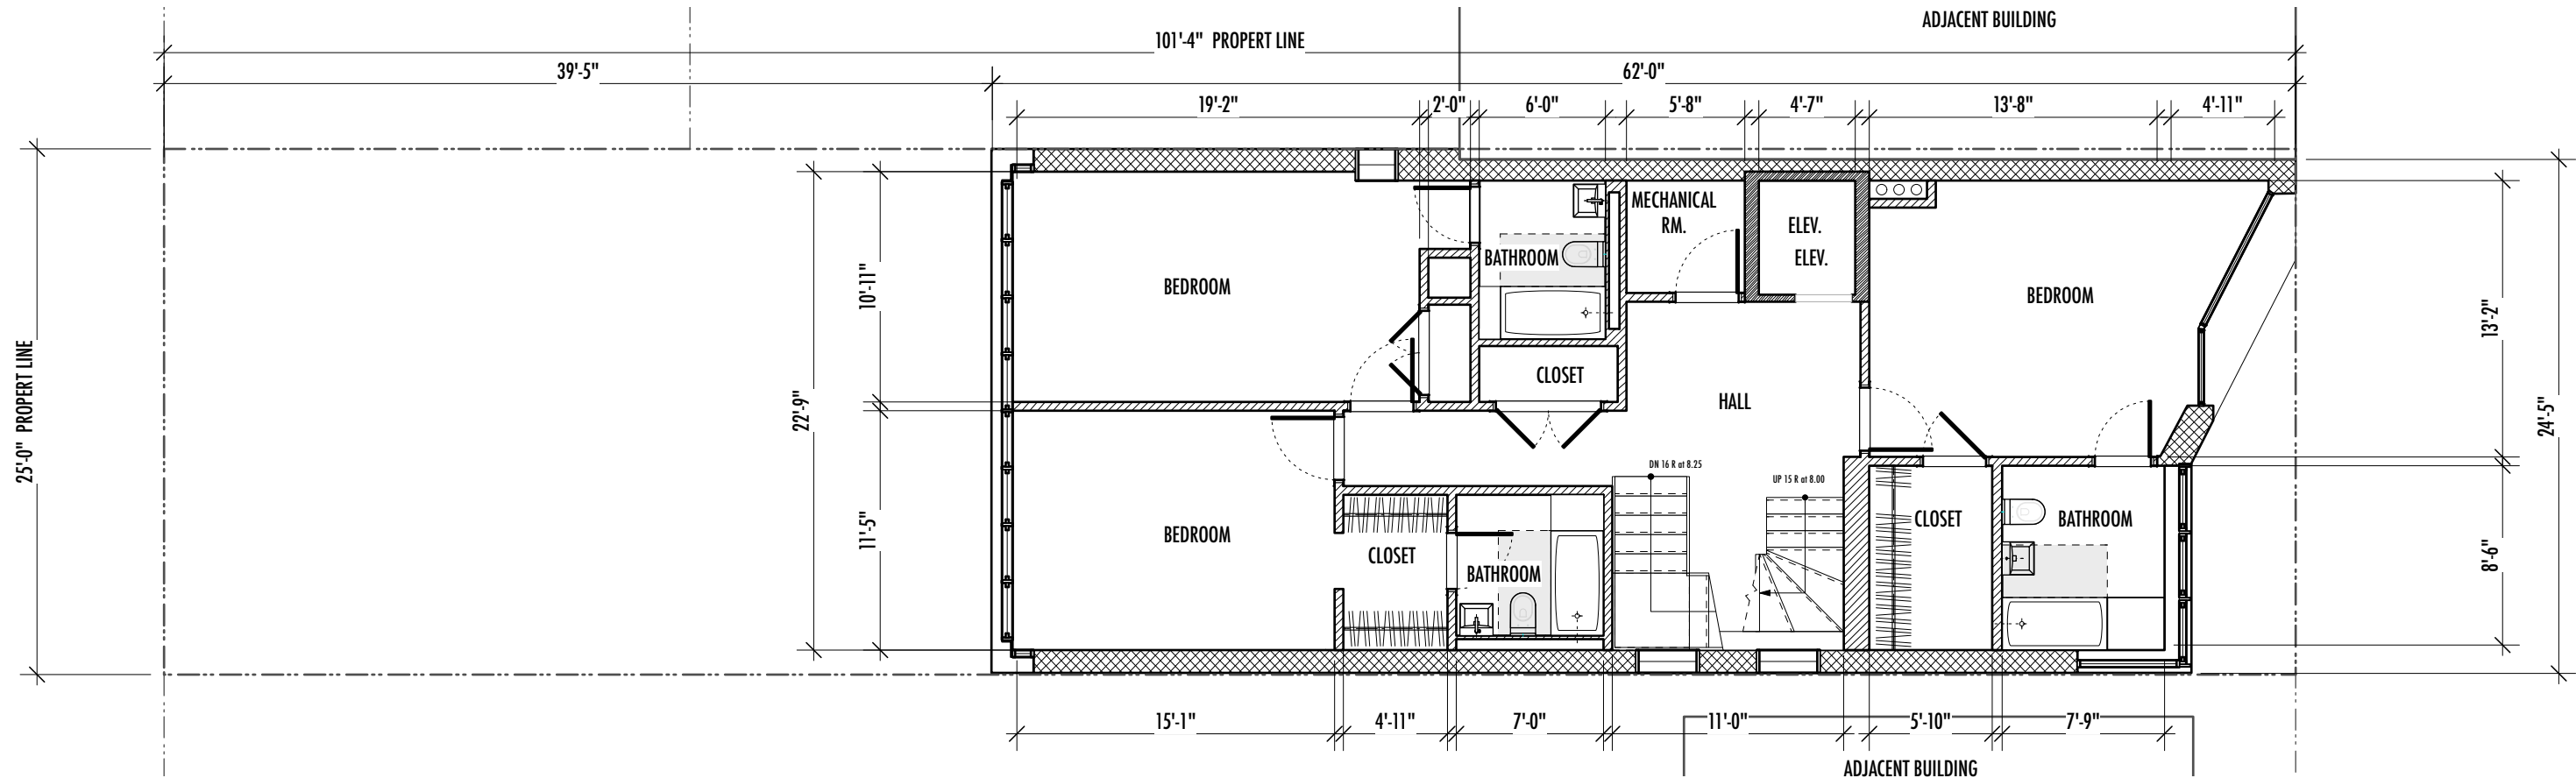 ADJACENT BUILDING
101'-4" PROPERT LINE
39'-5"
62'-0"
19'-2"
2'-0"
6'-0"
5'-8"
4'-7"
13'-8"
4'-11"
MECHANICAL
RM.
ELEV.
ELEV.
BATHROOM
BEDROOM
BEDROOM
10'-11"
13'-2"
25'-0" PROPERT LINE
22'-9"
24'-5"
CLOSET
HALL
DN 16 R at 8.25
UP 15 R at 8.00
11'-5"
BEDROOM
CLOSET
BATHROOM
CLOSET
BATHROOM
8'-6"
15'-1"
4'-11"
7'-0"
11'-0"
5'-10"
7'-9"
ADJACENT BUILDING